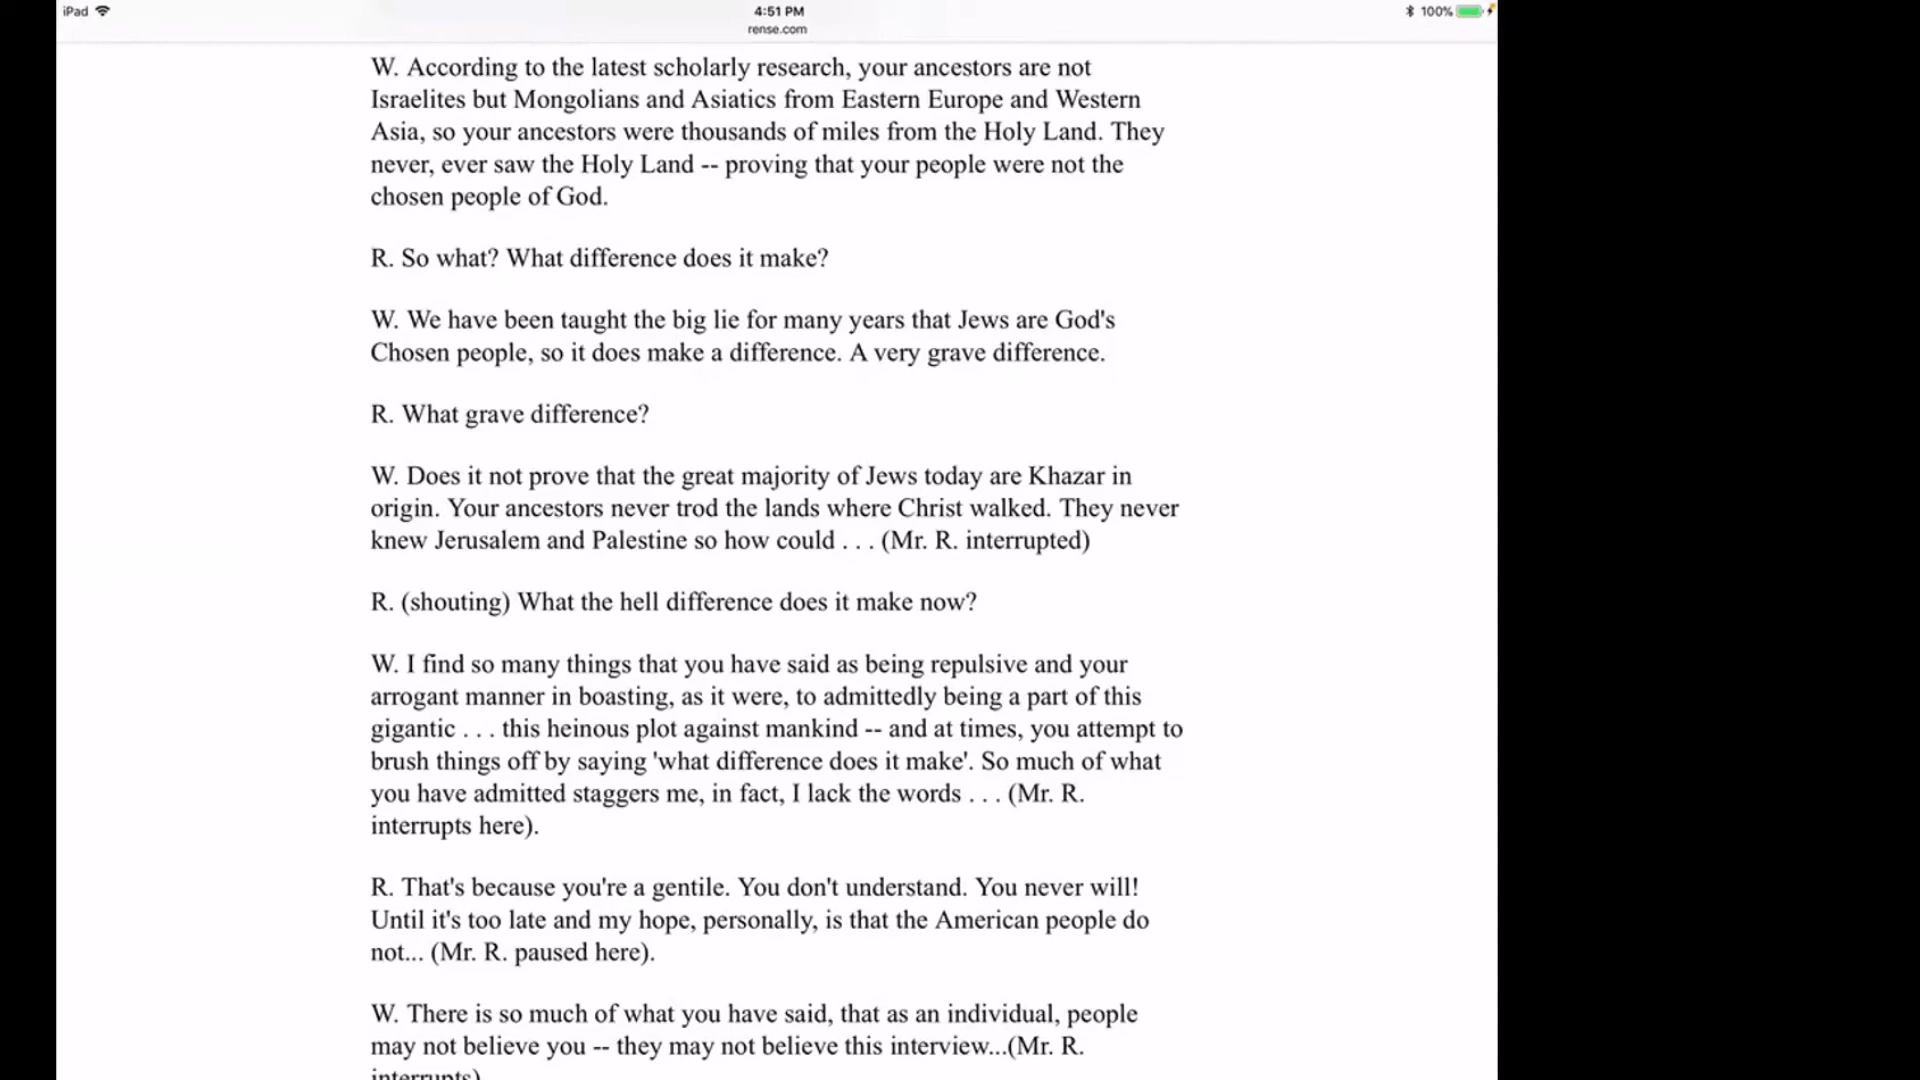 iPad
4:51 PM
100%
rense.com
W. According to the latest scholarly research, your ancestors are not
Israelites but Mongolians and Asiatics from Eastern Europe and Western
Asia, so your ancestors were thousands of miles from the Holy Land. They
never, ever saw the Holy Land -- proving that your people were not the
chosen people of God.
R. So what? What difference does it make?
W. We have been taught the big lie for many years that Jews are God's
Chosen people, so it does make a difference. A very grave difference.
R. What grave difference?
W. Does it not prove that the great majority of Jews today are Khazar in
origin. Your ancestors never trod the lands where Christ walked. They never
knew Jerusalem and Palestine so how could . . . (Mr. R. interrupted)
R. (shouting) What the hell difference does it make now?
W. I find so many things that you have said as being repulsive and your
arrogant manner in boasting, as it were, to admittedly being a part of this
gigantic . . . this heinous plot against mankind -- and at times, you attempt to
brush things off by saying 'what difference does it make'. So much of what
you have admitted staggers me, in fact, I lack the words . . . (Mr. R.
interrupts here).
R. That's because you're a gentile. You don't understand. You never will!
Until it's too late and my hope, personally, is that the American people do
not... (Mr. R. paused here).
W. There is so much of what you have said, that as an individual, people
may not believe you -- they may not believe this interview...(Mr. R.
interrupts)